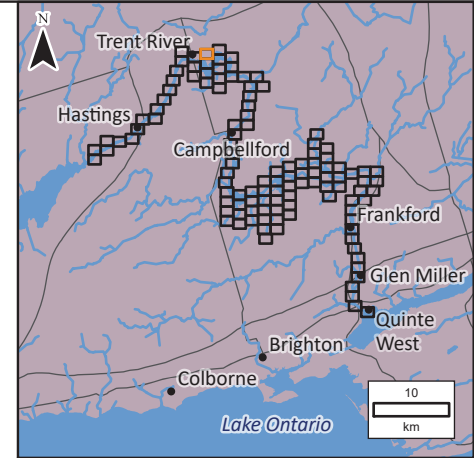 N
Trent River
Hastings
Campbellford
Frankford
Glen Miller
Quinte
West
Brighton
Colborne
Lake Ontario
10
km